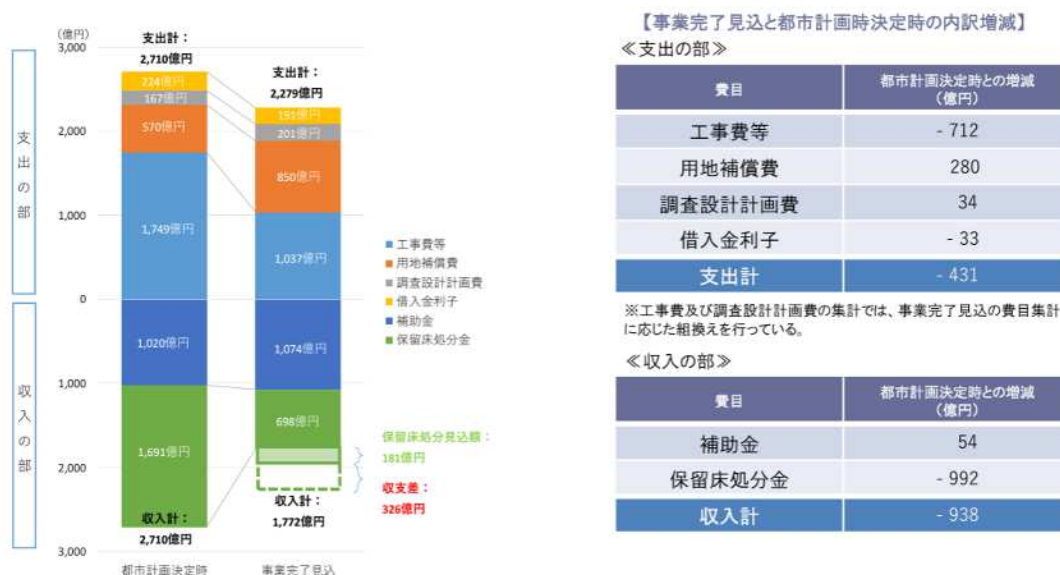 (億円)
3,000
2,000
1,000
0
1,000
2,000
3,000
支出の部
収入の部
支出計：
2,710億円
224億円
167億円
570億円
1,749億円
1,020億円
1,691億円
収入計：
2,710億円
都市計画決定時
支出計：
2,279億円
191億円
201億円
850億円
1,037億円
1,074億円
698億円
収入計：
1,772億円
事業完了見込
工事費等
用地補償費
調査設計計画費
借入金利子
補助金
保留床処分金
保留床処分見込額：
181億円
収支差：
326億円
【事業完了見込と都市計画時決定時の内訳増減】
≪支出の部≫
費目 都市計画決定時との増減
（億円）
工事費等 - 712
用地補償費 280
調査設計計画費 34
借入金利子 - 33
支出計 - 431
※工事費及び調査設計計画費の集計では、事業完了見込の費目集計
に応じた組換えを行っている。
≪収入の部≫
費目 都市計画決定時との増減
（億円）
補助金 54
保留床処分金 - 992
収入計 - 938